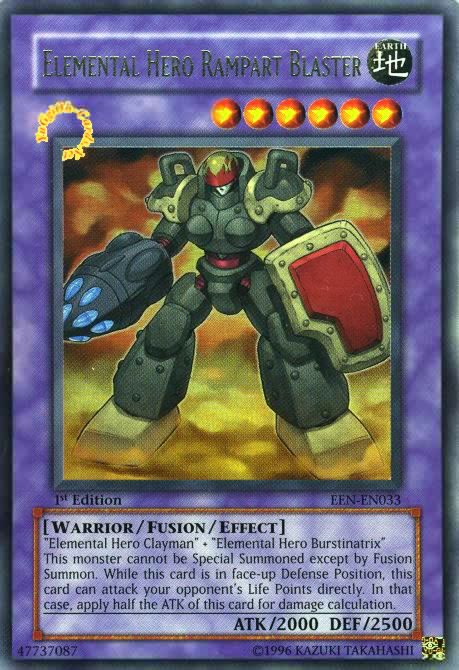 ELEMENTAL HERO RAMPART BLASTER
EARTH
地
1st Edition
EEN-EN033
[WARRIOR/FUSION/EFFECT]
"Elemental Hero Clayman" + "Elemental Hero Burstinatrix"
This monster cannot be Special Summoned except by Fusion
Summon. While this card is in face-up Defense Position, this
card can attack your opponent's Life Points directly. In that
case, apply half the ATK of this card for damage calculation.
ATK/2000 DEF/2500
47737087
©1996 KAZUKI TAKAHASHI